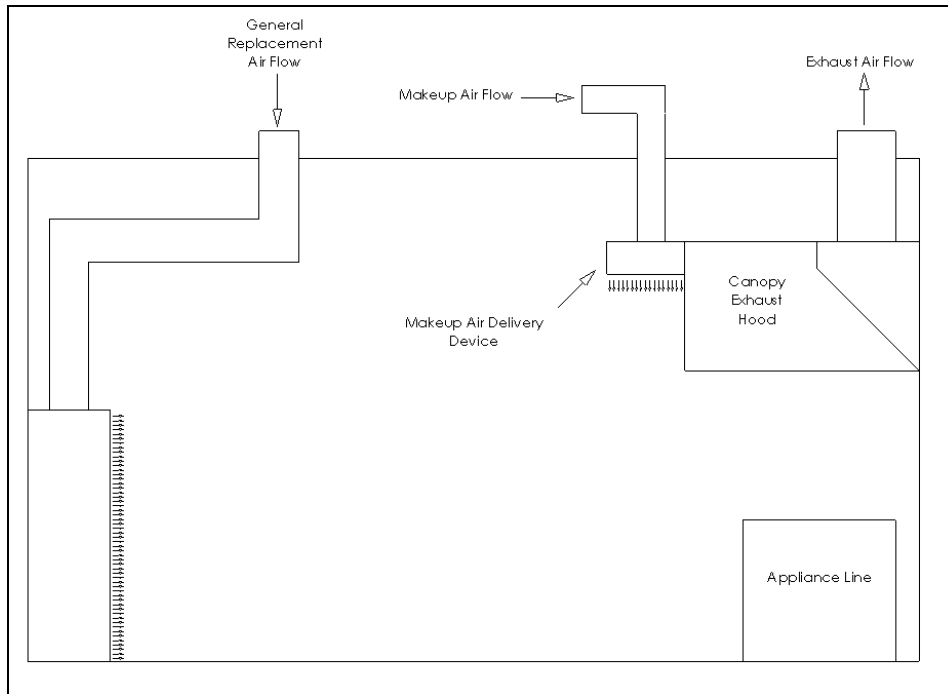 General
Replacement
Air Flow
Makeup Air Flow
Exhaust Air Flow
Makeup Air Delivery
Device
Canopy
Exhaust
Hood
Appliance Line